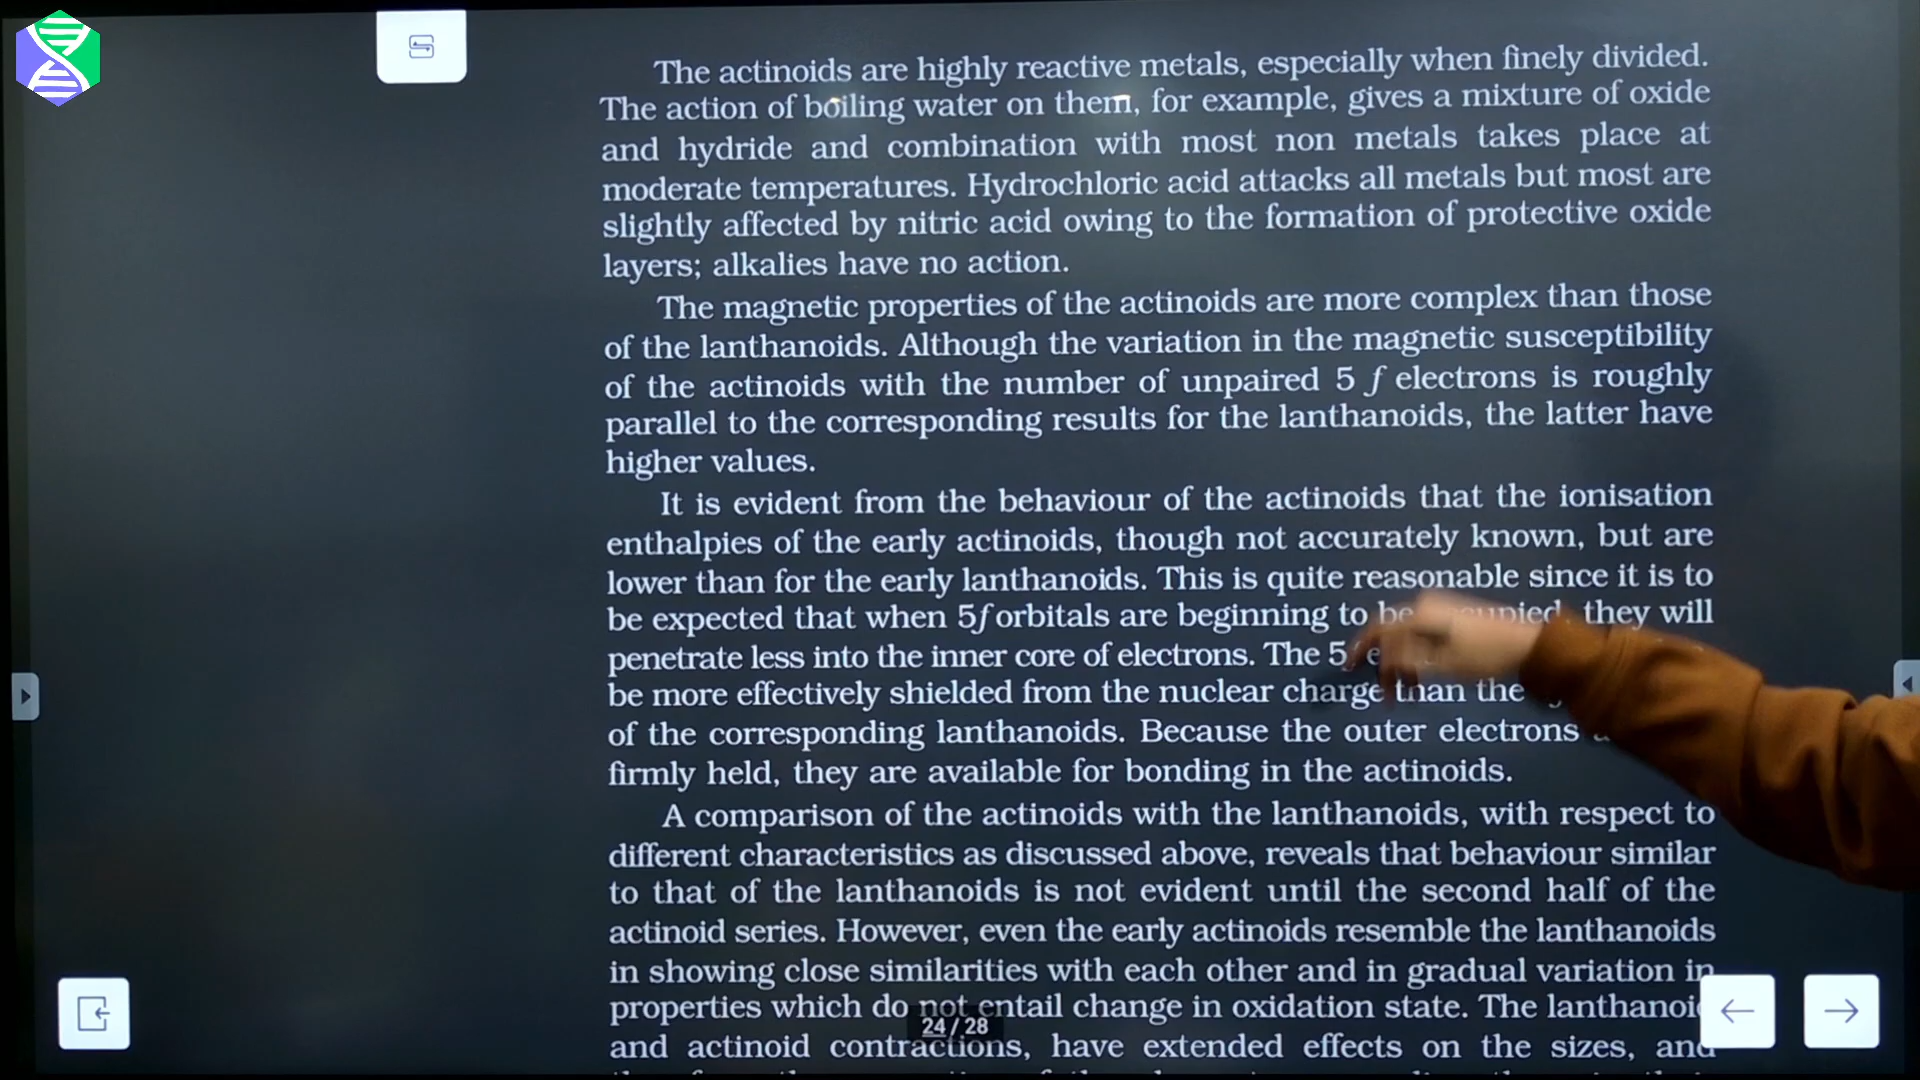 The actinoids are highly reactive metals, especially when finely divided.
The action of boiling water on them, for example, gives a mixture of oxide
and hydride and combination with most non metals takes place at
moderate temperatures. Hydrochloric acid attacks all metals but most are
slightly affected by nitric acid owing to the formation of protective oxide
layers; alkalies have no action.
The magnetic properties of the actinoids are more complex than those
of the lanthanoids. Although the variation in the magnetic susceptibility
of the actinoids with the number of unpaired 5 f electrons is roughly
parallel to the corresponding results for the lanthanoids, the latter have
higher values.
It is evident from the behaviour of the actinoids that the ionisation
enthalpies of the early actinoids, though not accurately known, but are
lower than for the early lanthanoids. This is quite reasonable since it is to
be expected that when 5f orbitals are beginning to be occupied, they will
penetrate less into the inner core of electrons. The 5f
be more effectively shielded from the nuclear charge than the
of the corresponding lanthanoids. Because the outer electrons
firmly held, they are available for bonding in the actinoids.
A comparison of the actinoids with the lanthanoids, with respect to
different characteristics as discussed above, reveals that behaviour similar
to that of the lanthanoids is not evident until the second half of the
actinoid series. However, even the early actinoids resemble the lanthanoids
in showing close similarities with each other and in gradual variation in
properties which do not entail change in oxidation state. The
24 / 28
and actinoid contractions, have extended effects on the sizes, and